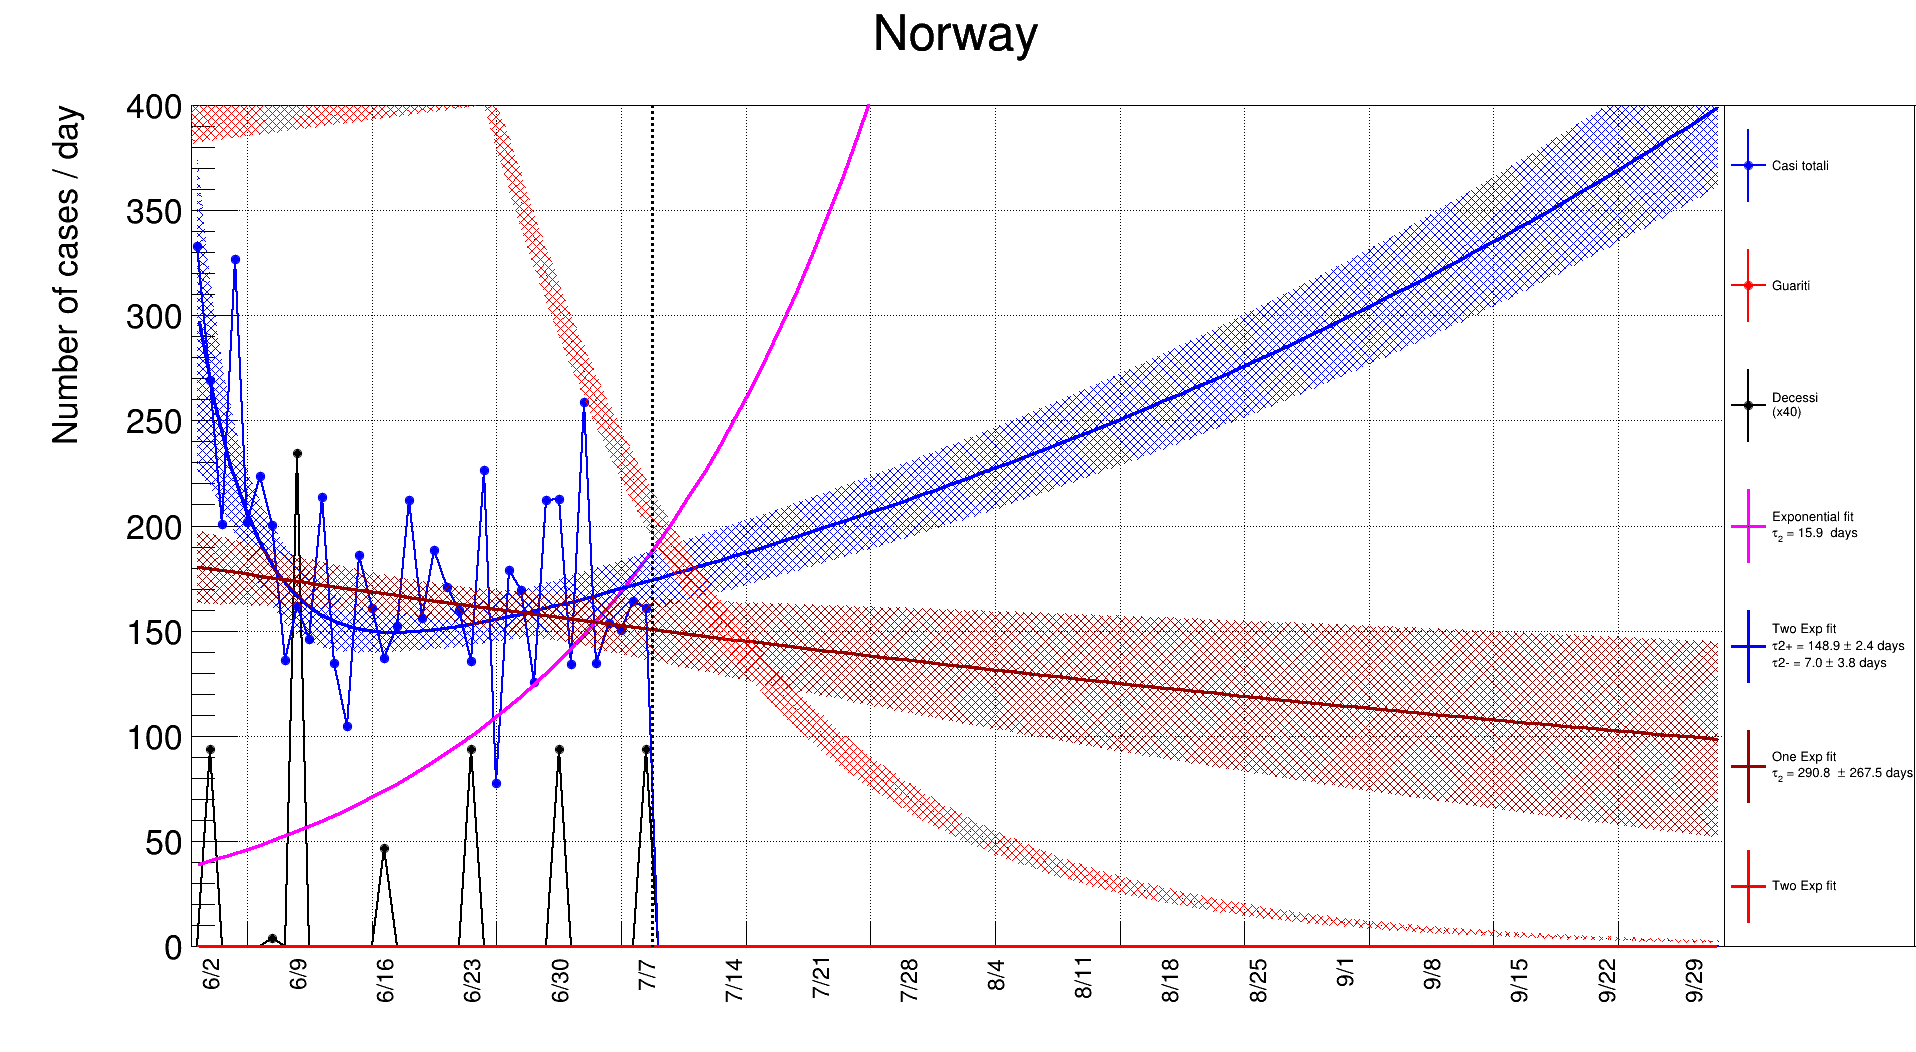 Norway
Number of cases / day
400
350
300
250
200
150
100
50
0
6/2
6/9
6/16
6/23
6/30
7/7
7/14
7/21
7/28
8/4
8/11
8/18
8/25
9/1
9/8
9/15
9/22
9/29
Casi totali
Guariti
Decessi
(x40)
Exponential fit
τ2 = 15.9 days
Two Exp fit
τ2+ = 148.9 ± 2.4 days
τ2- = 7.0 ± 3.8 days
One Exp fit
τ2 = 290.8 ± 267.5 days
Two Exp fit